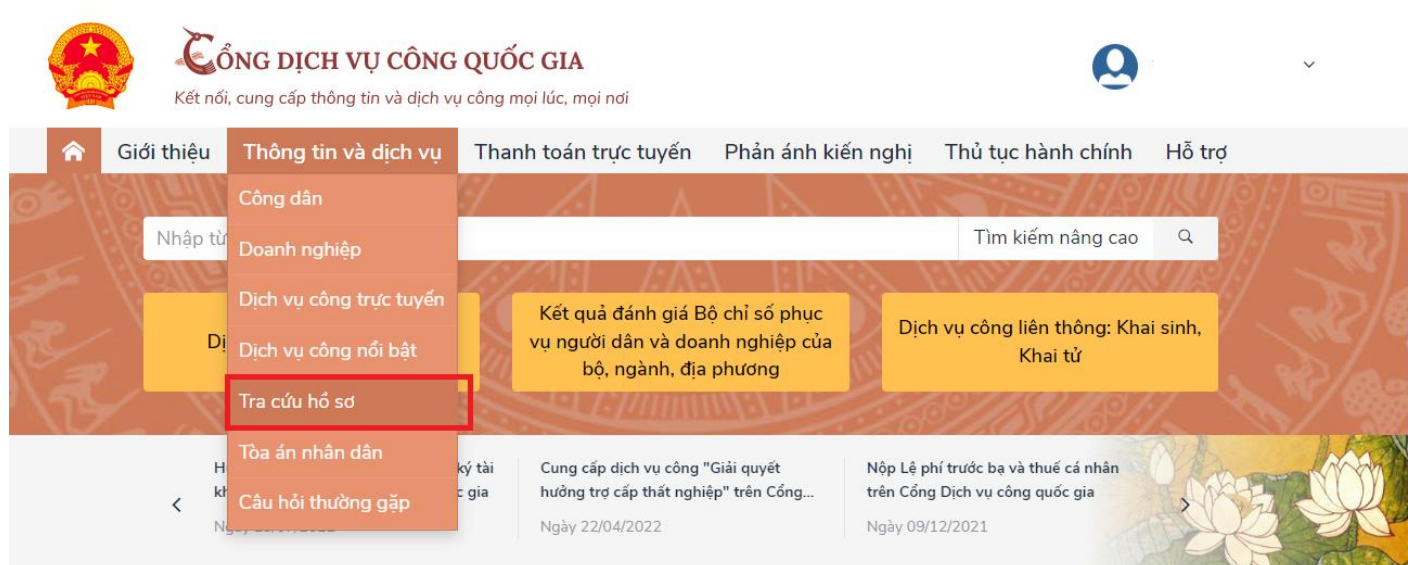 CỔNG DỊCH VỤ CÔNG QUỐC GIA
Kết nối, cung cấp thông tin và dịch vụ công mọi lúc, mọi nơi
Giới thiệu Thông tin và dịch vụ Thanh toán trực tuyến Phản ánh kiến nghị Thủ tục hành chính Hỗ trợ
Công dân
Nhập từ
Tìm kiếm nâng cao
Doanh nghiệp
Dịch vụ công trực tuyến
Dịch vụ công nổi bật
Tra cứu hồ sơ
Tòa án nhân dân
Câu hỏi thường gặp
Kết quả đánh giá Bộ chỉ số phục
vụ người dân và doanh nghiệp của
bộ, ngành, địa phương
Dịch vụ công liên thông: Khai sinh,
Khai tử
ký tài
gia
Cung cấp dịch vụ công "Giải quyết
hưởng trợ cấp thất nghiệp" trên Cổng...
Ngày 22/04/2022
Nộp Lệ phí trước bạ và thuế cá nhân
trên Cổng Dịch vụ công quốc gia
Ngày 09/12/2021